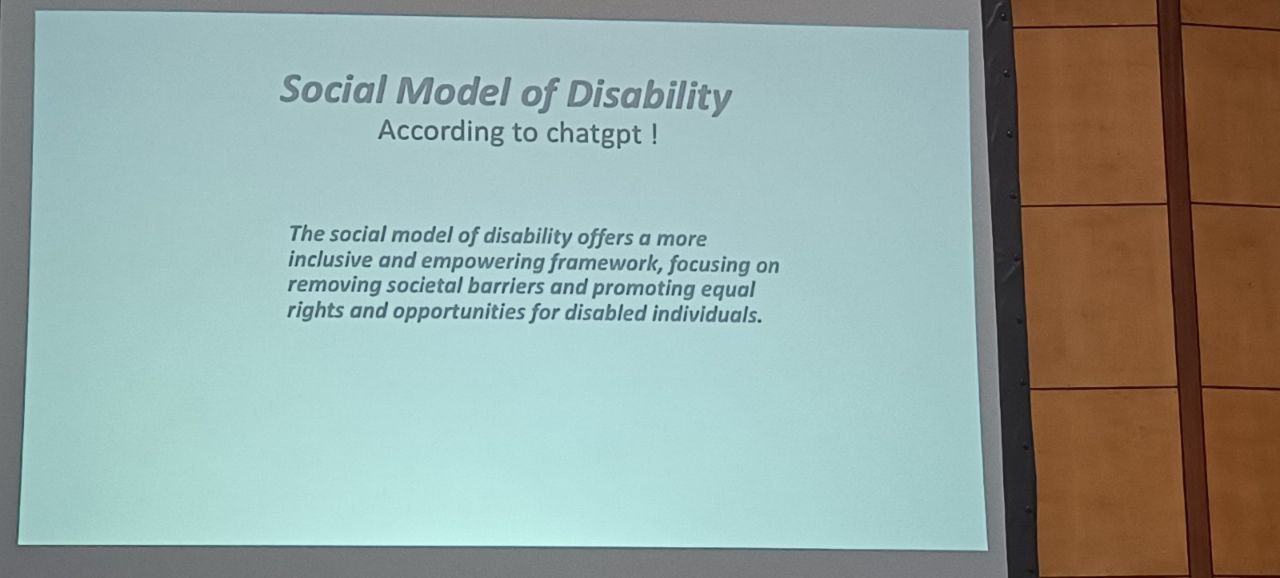 Social Model of Disability
According to chatgpt !
The social model of disability offers a more
inclusive and empowering framework, focusing on
removing societal barriers and promoting equal
rights and opportunities for disabled individuals.